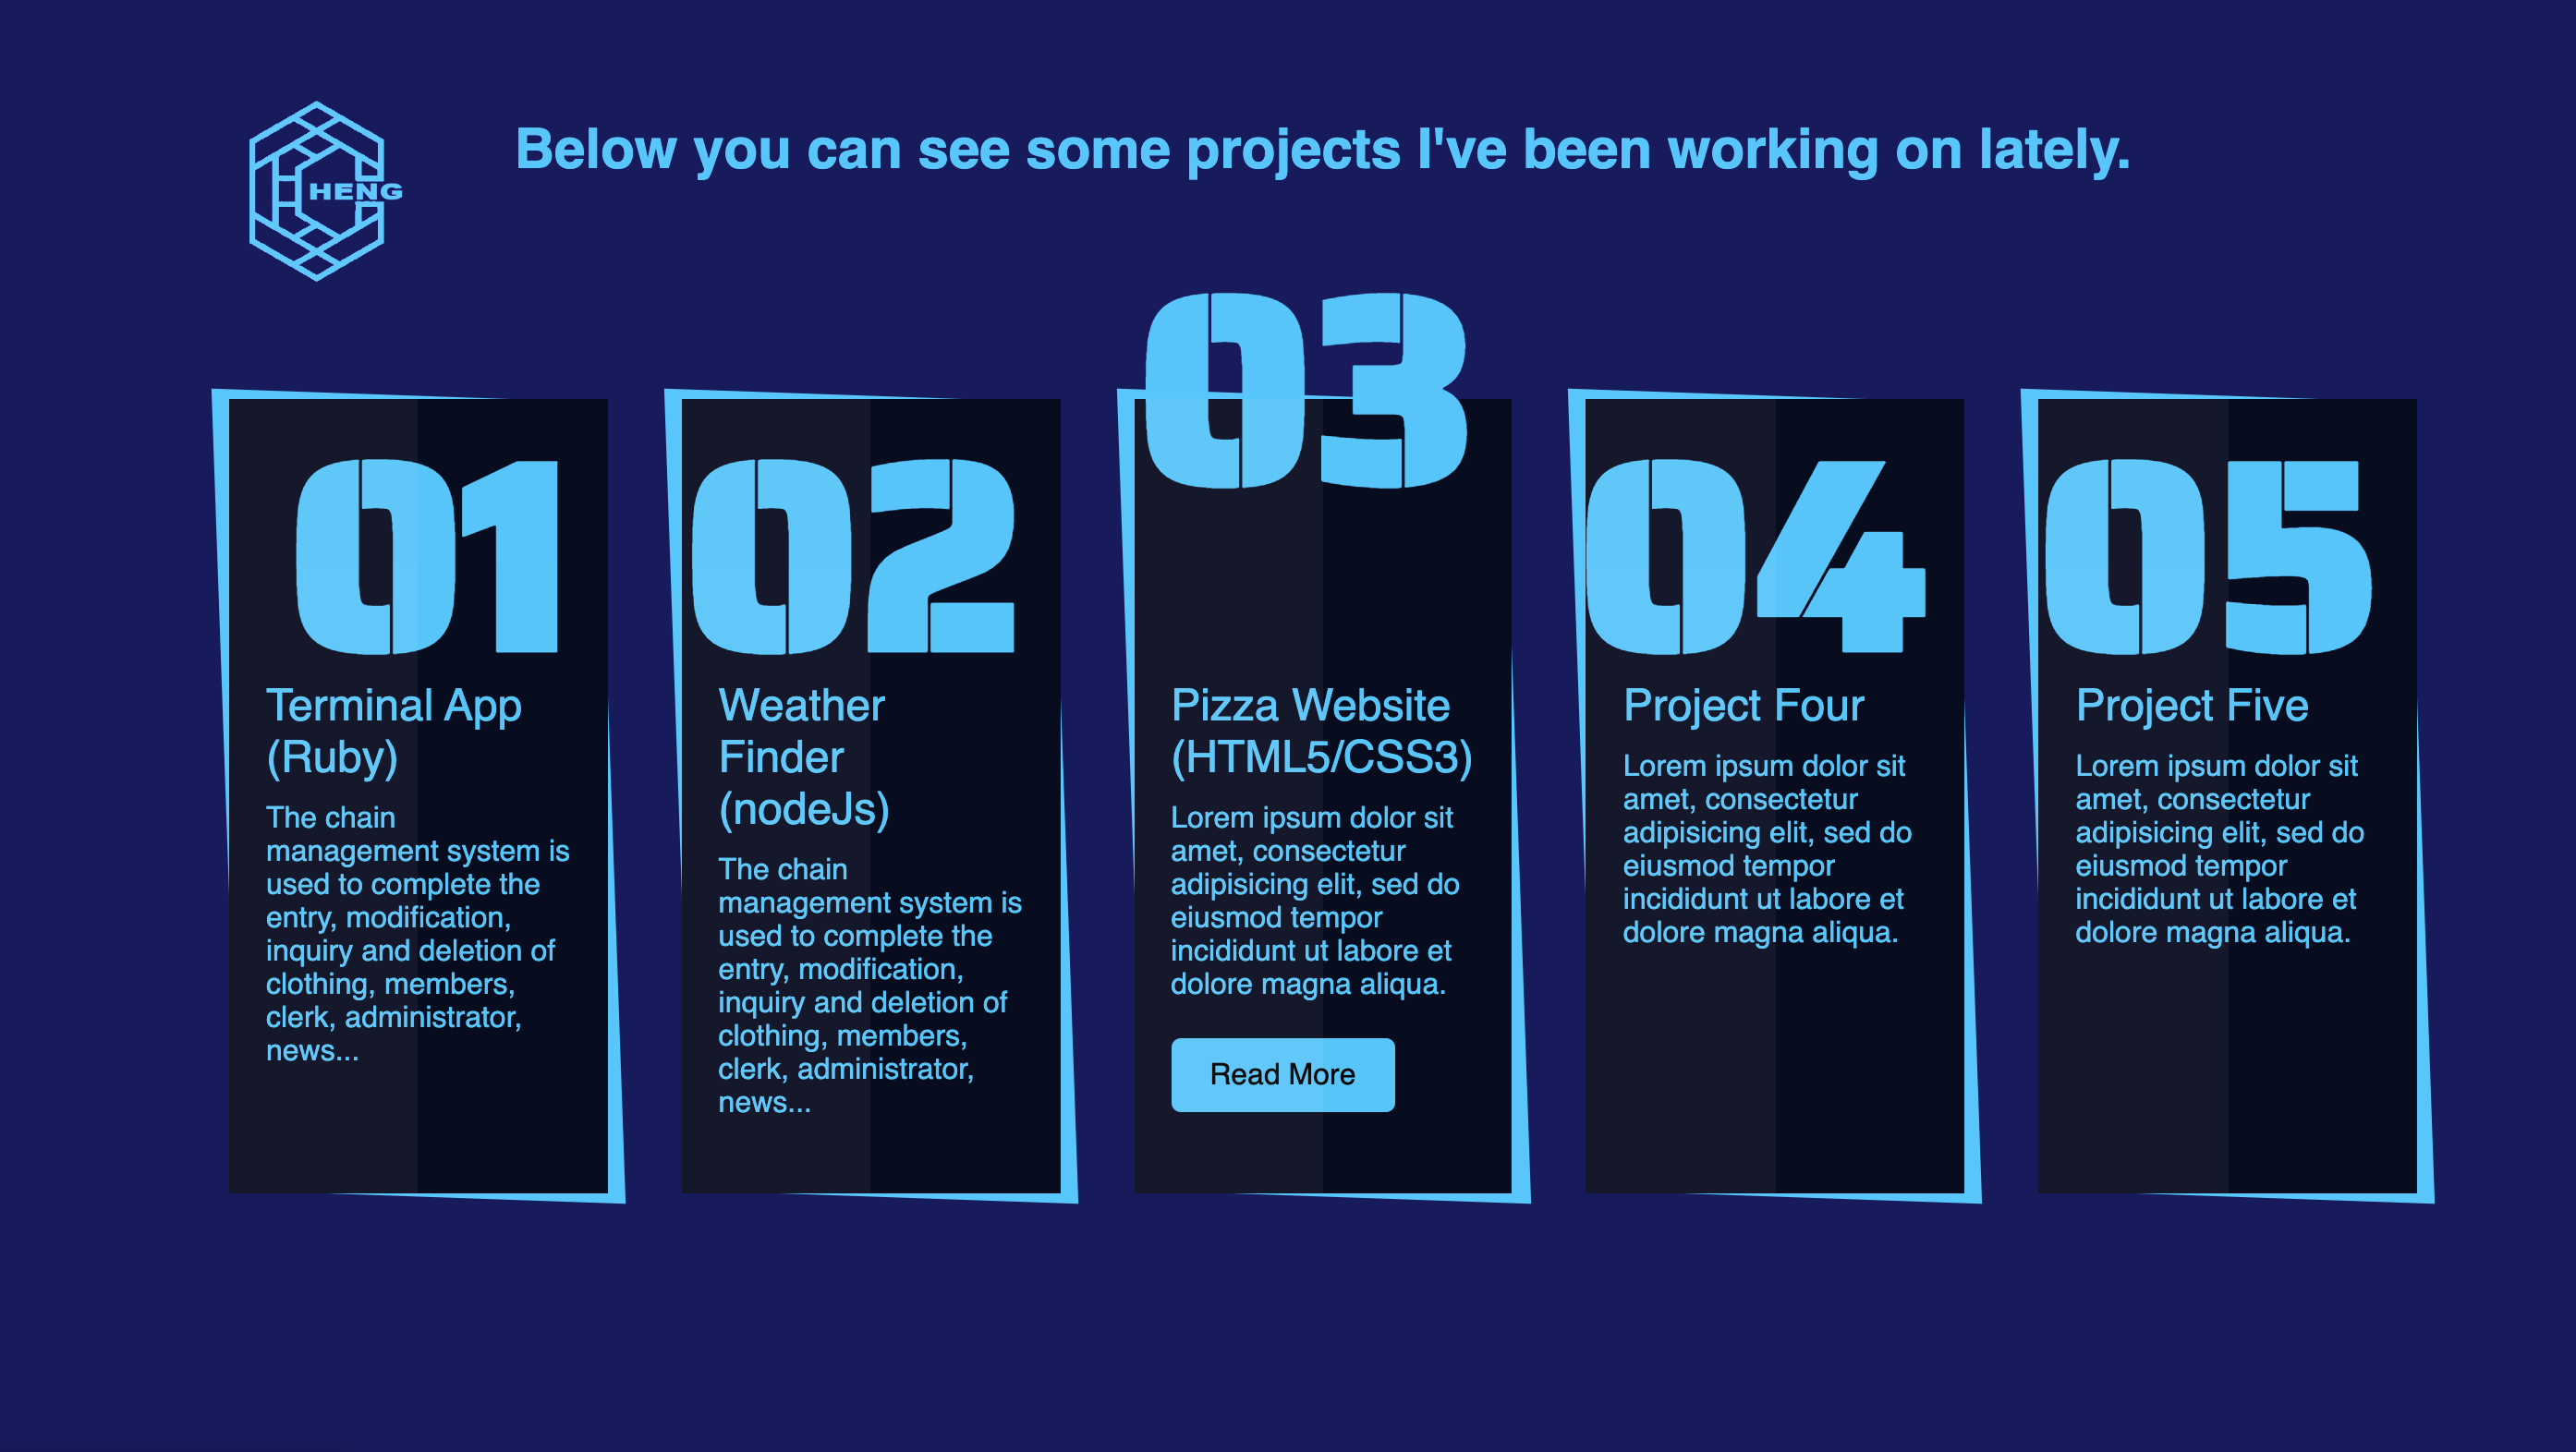 HENG
Below you can see some projects I've been working on lately.
01
Terminal App
(Ruby)
The chain
management system is
used to complete the
entry, modification,
inquiry and deletion of
clothing, members,
clerk, administrator,
news...
02
Weather
Finder
(nodeJs)
The chain
management system is
used to complete the
entry, modification,
inquiry and deletion of
clothing, members,
clerk, administrator,
news...
03
Pizza Website
(HTML5/CSS3)
Lorem ipsum dolor sit
amet, consectetur
adipisicing elit, sed do
eiusmod tempor
incididunt ut labore et
dolore magna aliqua.
Read More
04
Project Four
Lorem ipsum dolor sit
amet, consectetur
adipisicing elit, sed do
eiusmod tempor
incididunt ut labore et
dolore magna aliqua.
05
Project Five
Lorem ipsum dolor sit
amet, consectetur
adipisicing elit, sed do
eiusmod tempor
incididunt ut labore et
dolore magna aliqua.